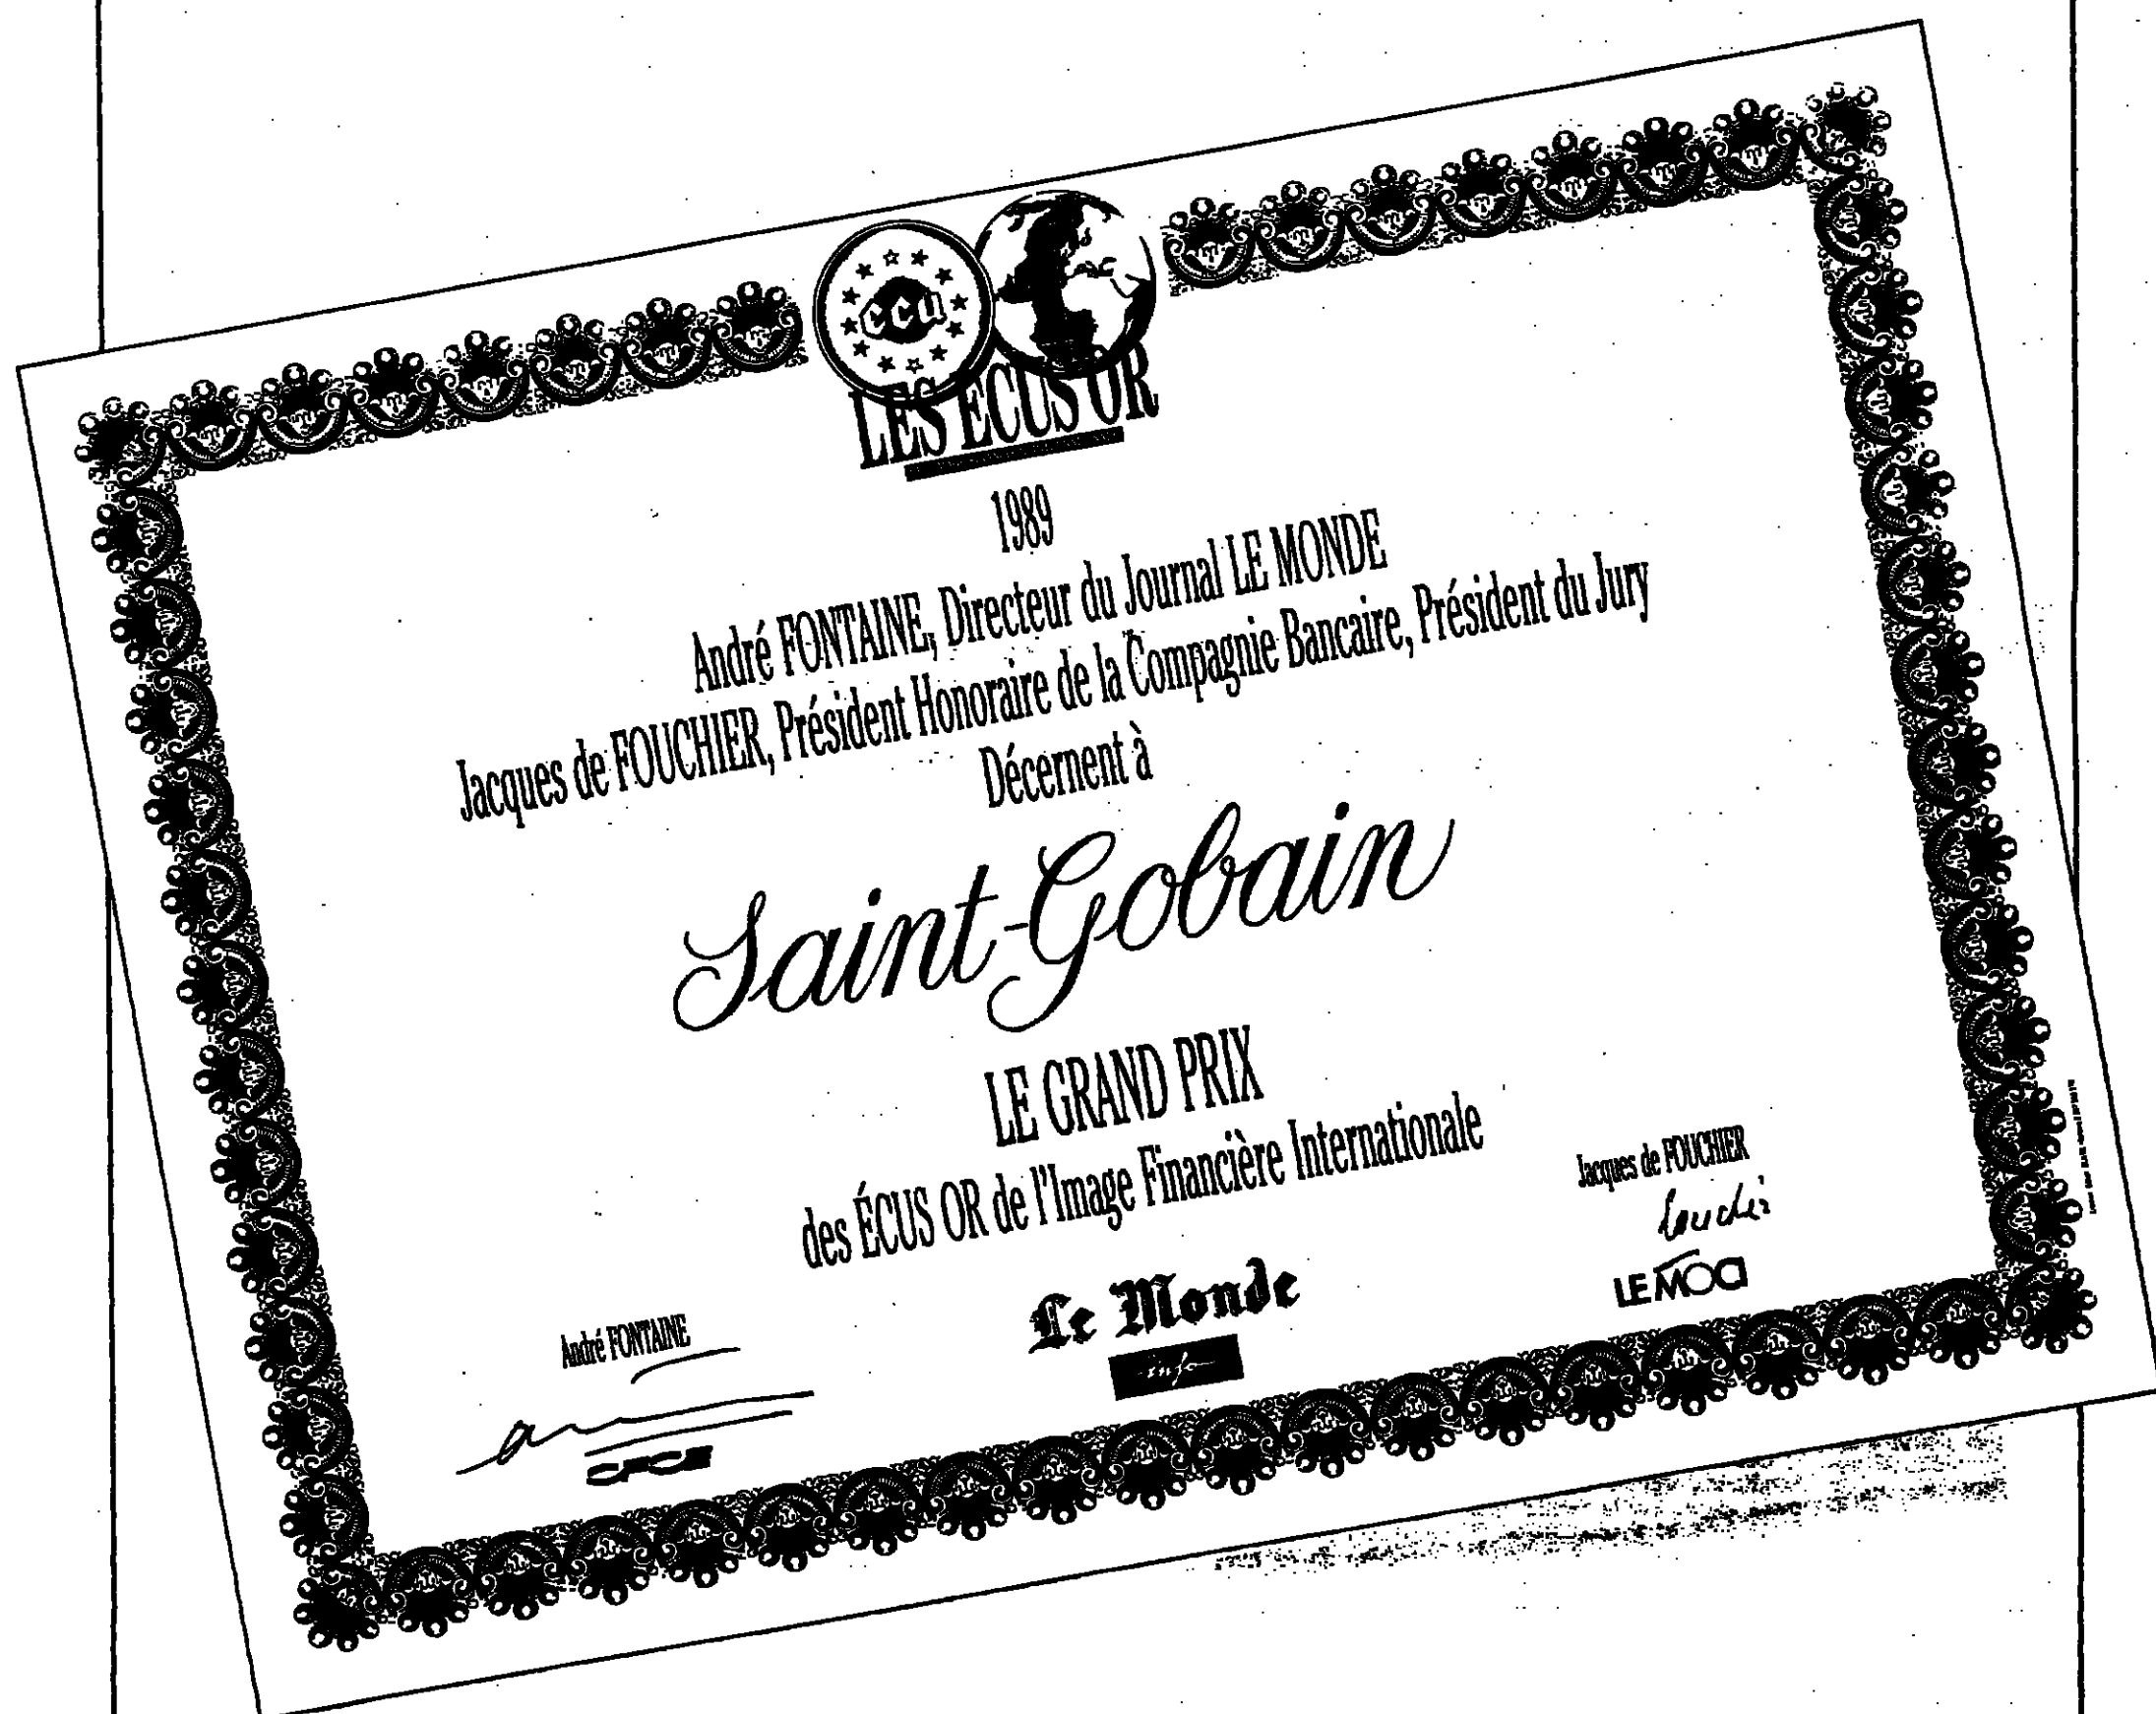 ecu
LES ECUS OR
1989
André FONTAINE, Directeur du Journal LE MONDE
Jacques de FOUCHIER, Président Honoraire de la Compagnie Bancaire, Président du Jury
Décernent à
Saint-Gobain
LE GRAND PRIX
des ÉCUS OR de l'Image Financière Internationale
Jacques de FOUCHIER
LE MOCI
André FONTAINE
Le Monde
CFCE